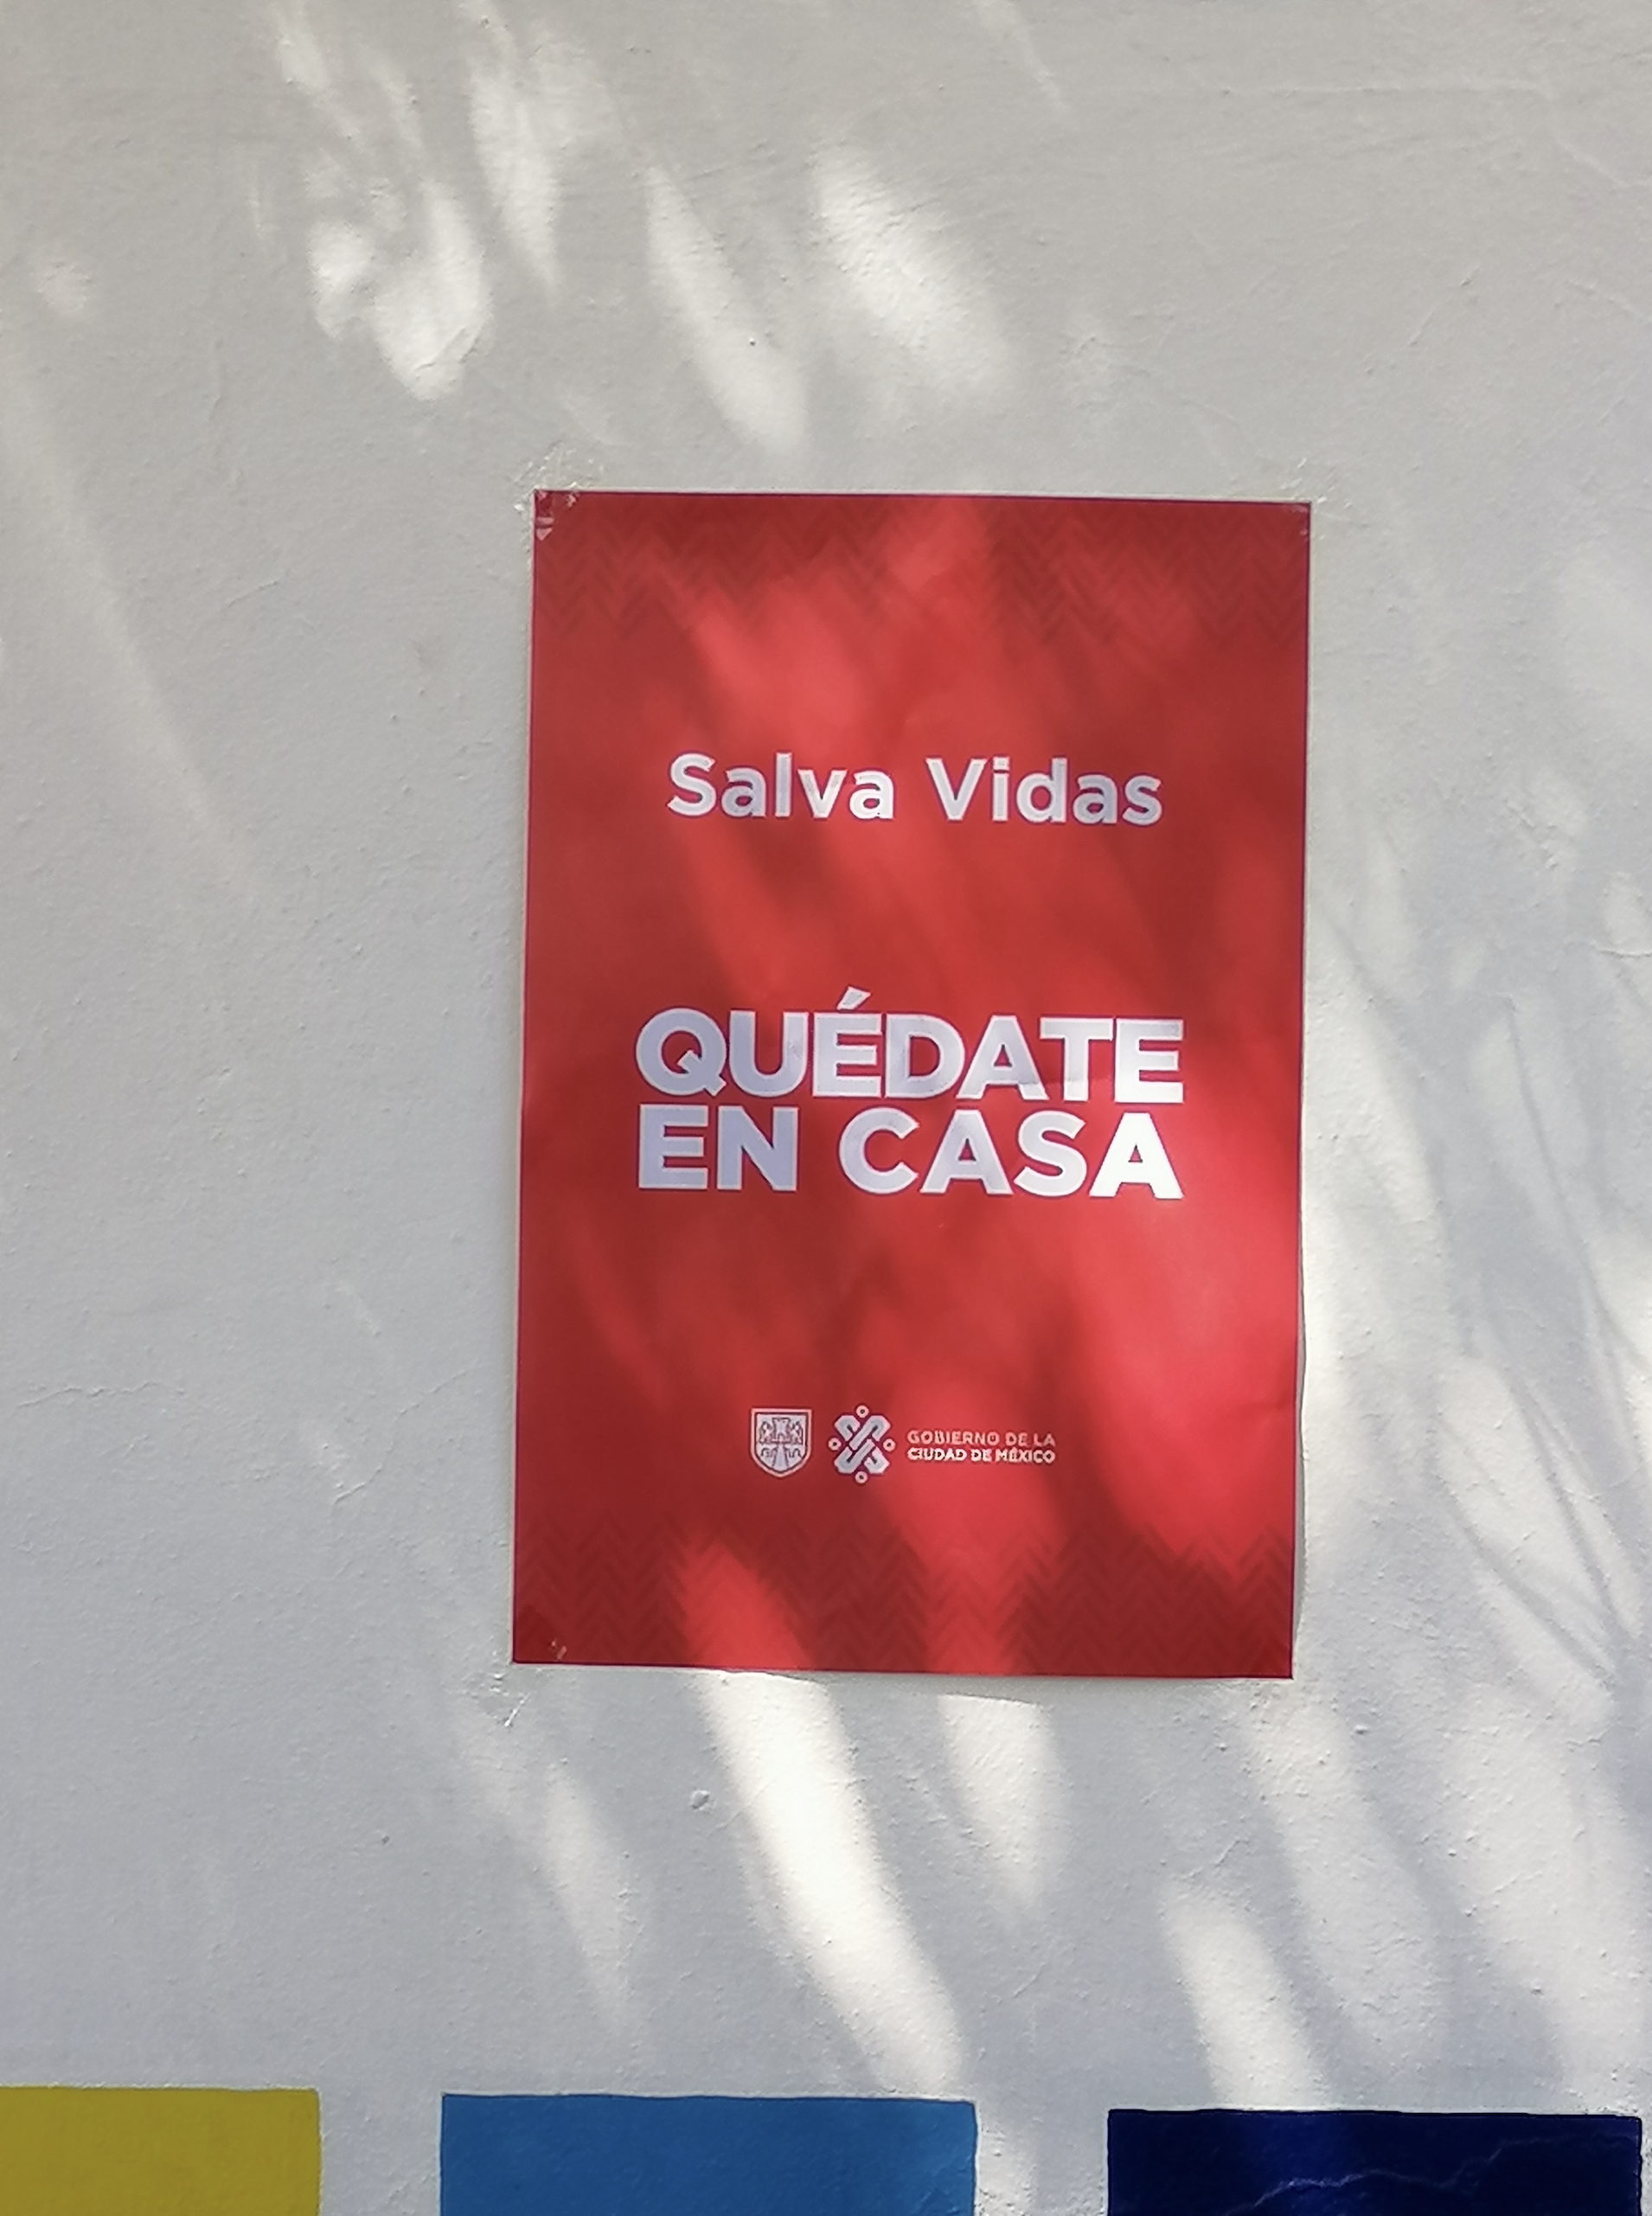 Salva Vidas
QUÉDATE
EN CASA
GOBIERNO DE LA
CIUDAD DE MÉXICO